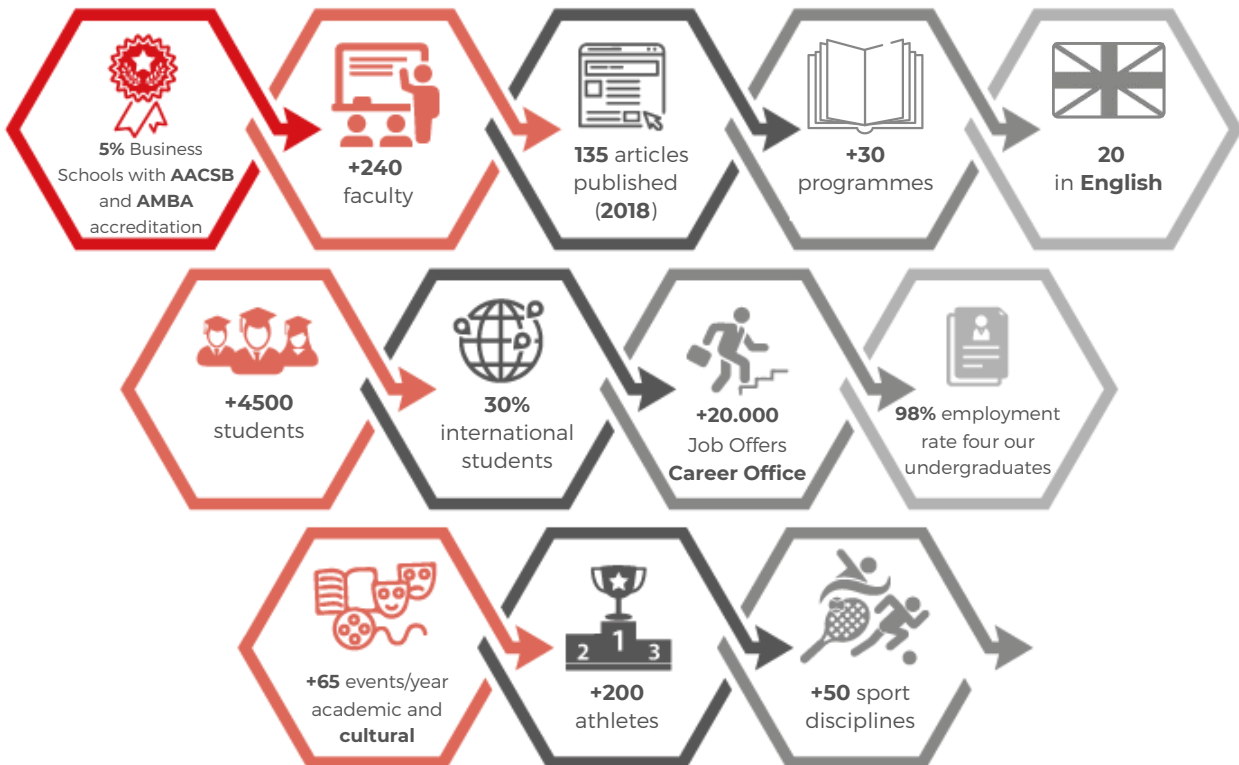 5% Business
Schools with AACSB
and AMBA
accreditation
+240
faculty
135 articles
published
(2018)
+30
programmes
20
in English
+4500
students
30%
international
students
+20.000
Job Offers
Career Office
98% employment
rate four our
undergraduates
+65 events/year
academic and
cultural
2 1 3
+200
athletes
+50 sport
disciplines